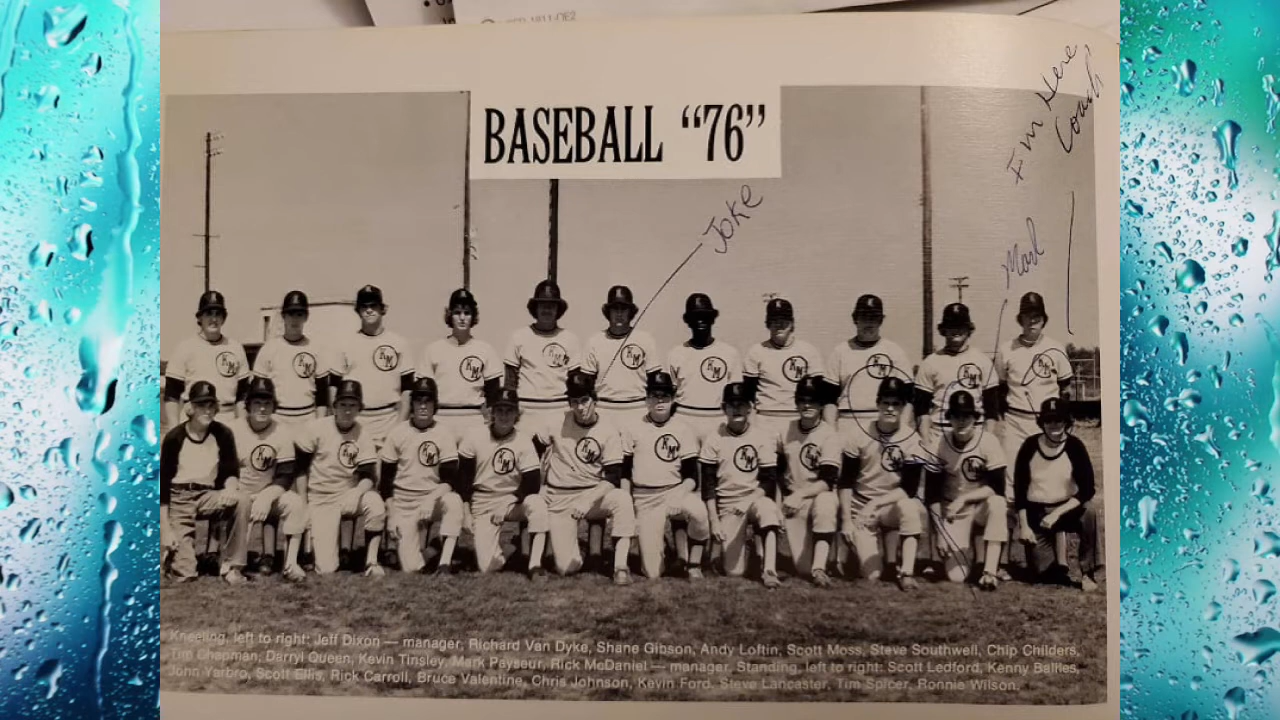 BASEBALL “76”
I'm Here
Coach
Joke
Mark
Kneeling, left to right: Jeff Dixon — manager, Richard Van Dyke, Shane Gibson, Andy Loftin, Scott Moss, Steve Southwell, Chip Childers,
Tim Chapman, Darryl Queen, Kevin Tinsley, Mark Payseur, Rick McDaniel — manager. Standing, left to right: Scott Ledford, Kenny Bailes,
John Yarbro, Scott Ellis, Rick Carroll, Bruce Valentine, Chris Johnson, Kevin Ford, Steve Lancaster, Tim Spicer, Ronnie Wilson.